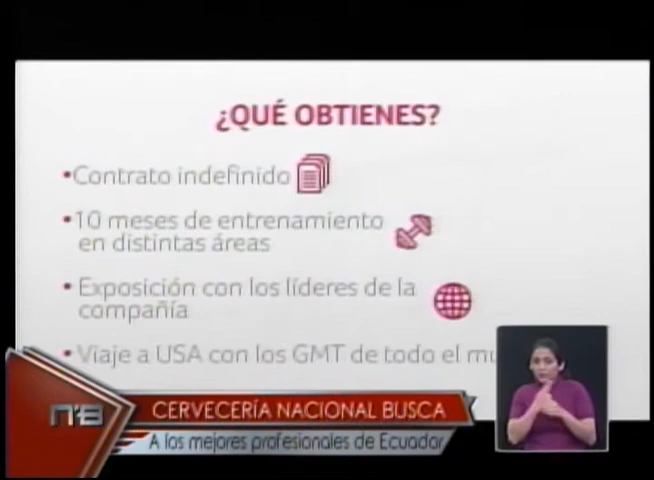 ¿QUÉ OBTIENES?
•Contrato indefinido
•10 meses de entrenamiento
en distintas áreas
• Exposición con los líderes de la
compañía
• Viaje a USA con los GMT de todo el mu
CERVECERÍA NACIONAL BUSCA
A los mejores profesionales de Ecuador